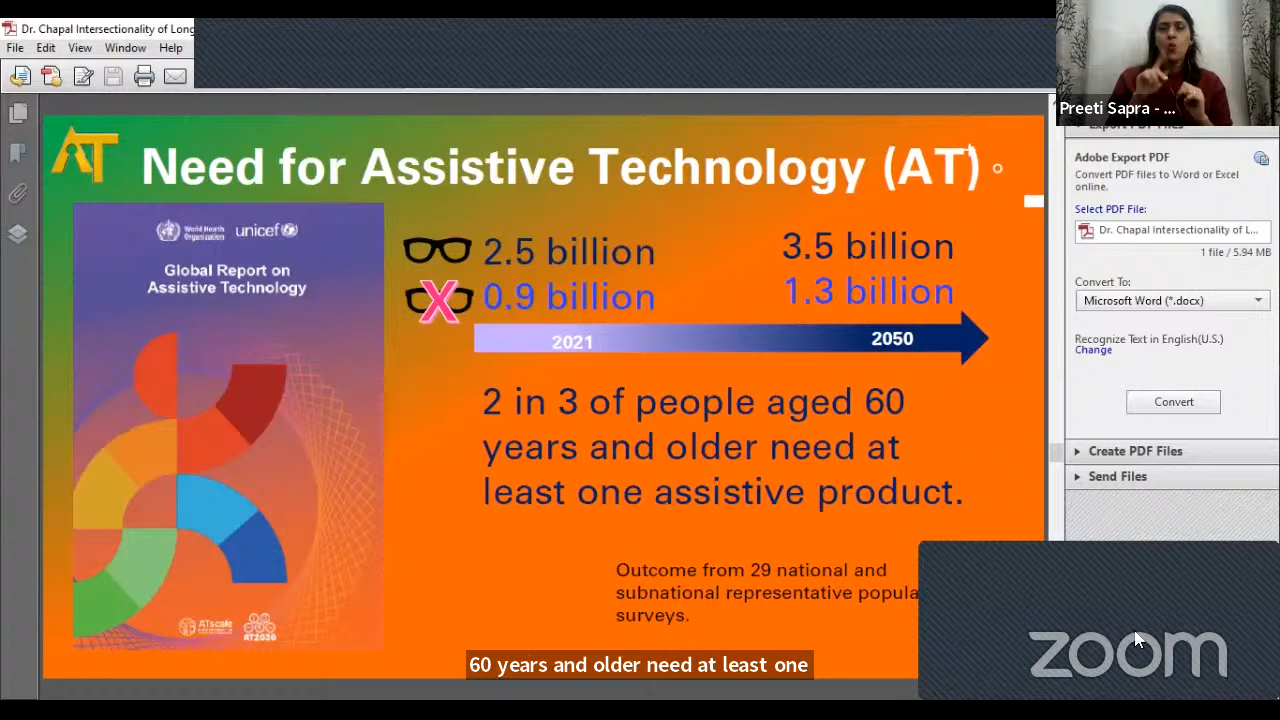 Dr. Chapal Intersectionality of Long
File Edit View Window Help
Preeti Sapra - ...
AT
Need for Assistive Technology (AT)
World Health
Organization
unicef
Global Report on
Assistive Technology
2.5 billion
3.5 billion
X
0.9 billion
1.3 billion
2021
2050
2 in 3 of people aged 60
years and older need at
least one assistive product.
Outcome from 29 national and
subnational representative popula
surveys.
ATscale
AT2030
60 years and older need at least one
Export PDF Files
Adobe Export PDF
Convert PDF files to Word or Excel
online.
Select PDF File:
Dr. Chapal Intersectionality of L...
1 file / 5.94 MB
Convert To:
Microsoft Word (*.docx)
Recognize Text in English(U.S.)
Change
Convert
Create PDF Files
Send Files
zoom